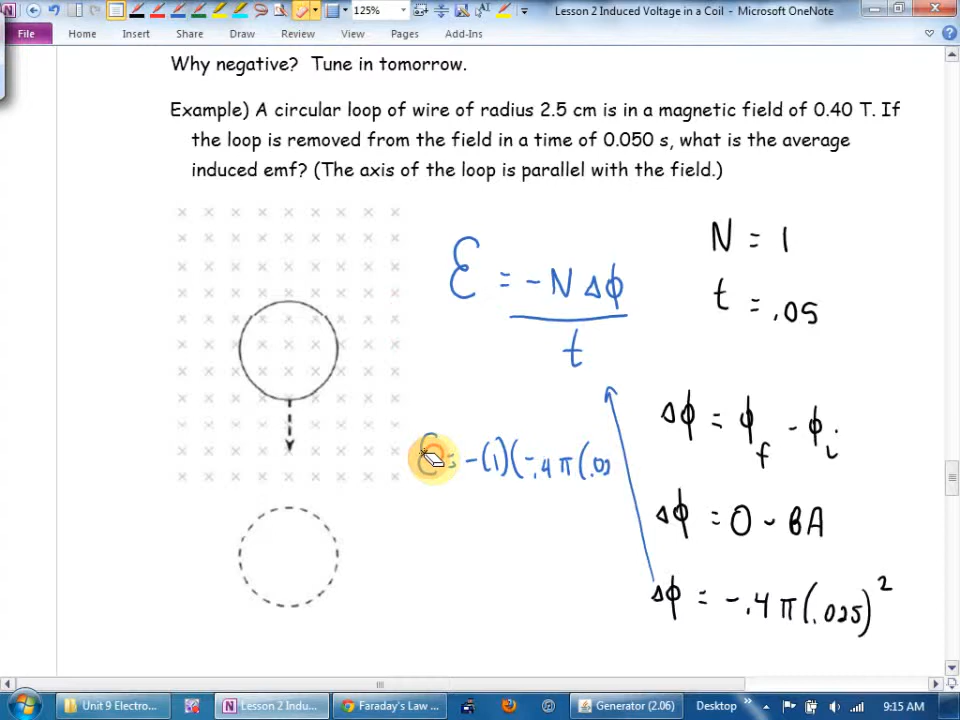 125%
Lesson 2 Induced Voltage in a Coil - Microsoft OneNote
File Home Insert Share Draw Review View Pages Add-Ins
Why negative? Tune in tomorrow.
Example) A circular loop of wire of radius 2.5 cm is in a magnetic field of 0.40 T. If
the loop is removed from the field in a time of 0.050 s, what is the average
induced emf? (The axis of the loop is parallel with the field.)
N = 1
ℰ = -NΔϕ
t
t = .05
Δϕ = ϕf - ϕi
= -(1)(-.4π(.0
Δϕ = 0 - BA
Δϕ = -.4π(.025)²
Unit 9 Electro...
Lesson 2 Indu...
Faraday's Law ...
Generator (2.06)
Desktop
9:15 AM